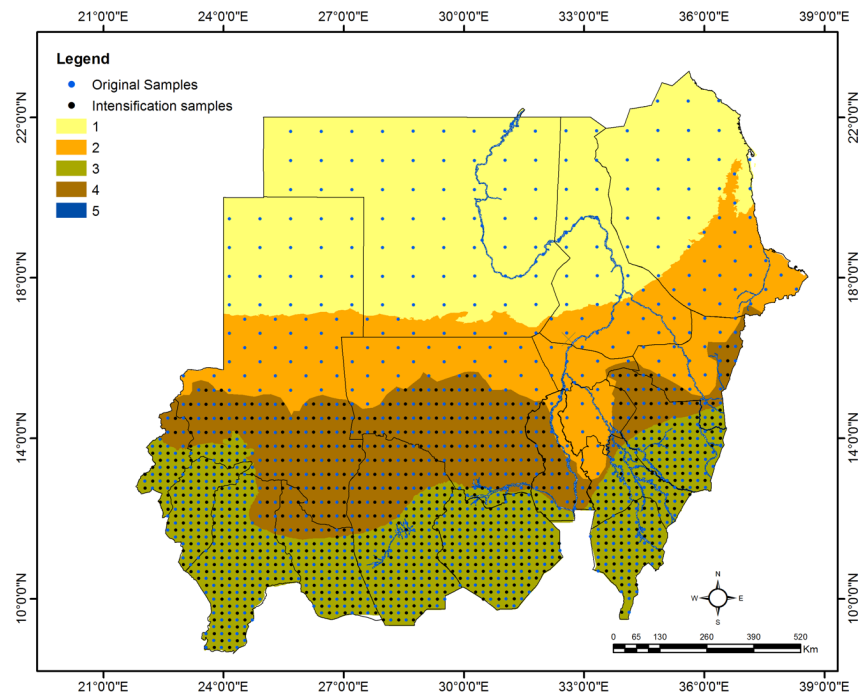 21°0'0"E 24°0'0"E 27°0'0"E 30°0'0"E 33°0'0"E 36°0'0"E 39°0'0"E
Legend
Original Samples
Intensification samples
1
2
3
4
5
22°0'0"N 22°0'0"N
18°0'0"N 18°0'0"N
14°0'0"N 14°0'0"N
10°0'0"N 10°0'0"N
N
W E
S
0 65 130 260 390 520
Km
21°0'0"E 24°0'0"E 27°0'0"E 30°0'0"E 33°0'0"E 36°0'0"E 39°0'0"E